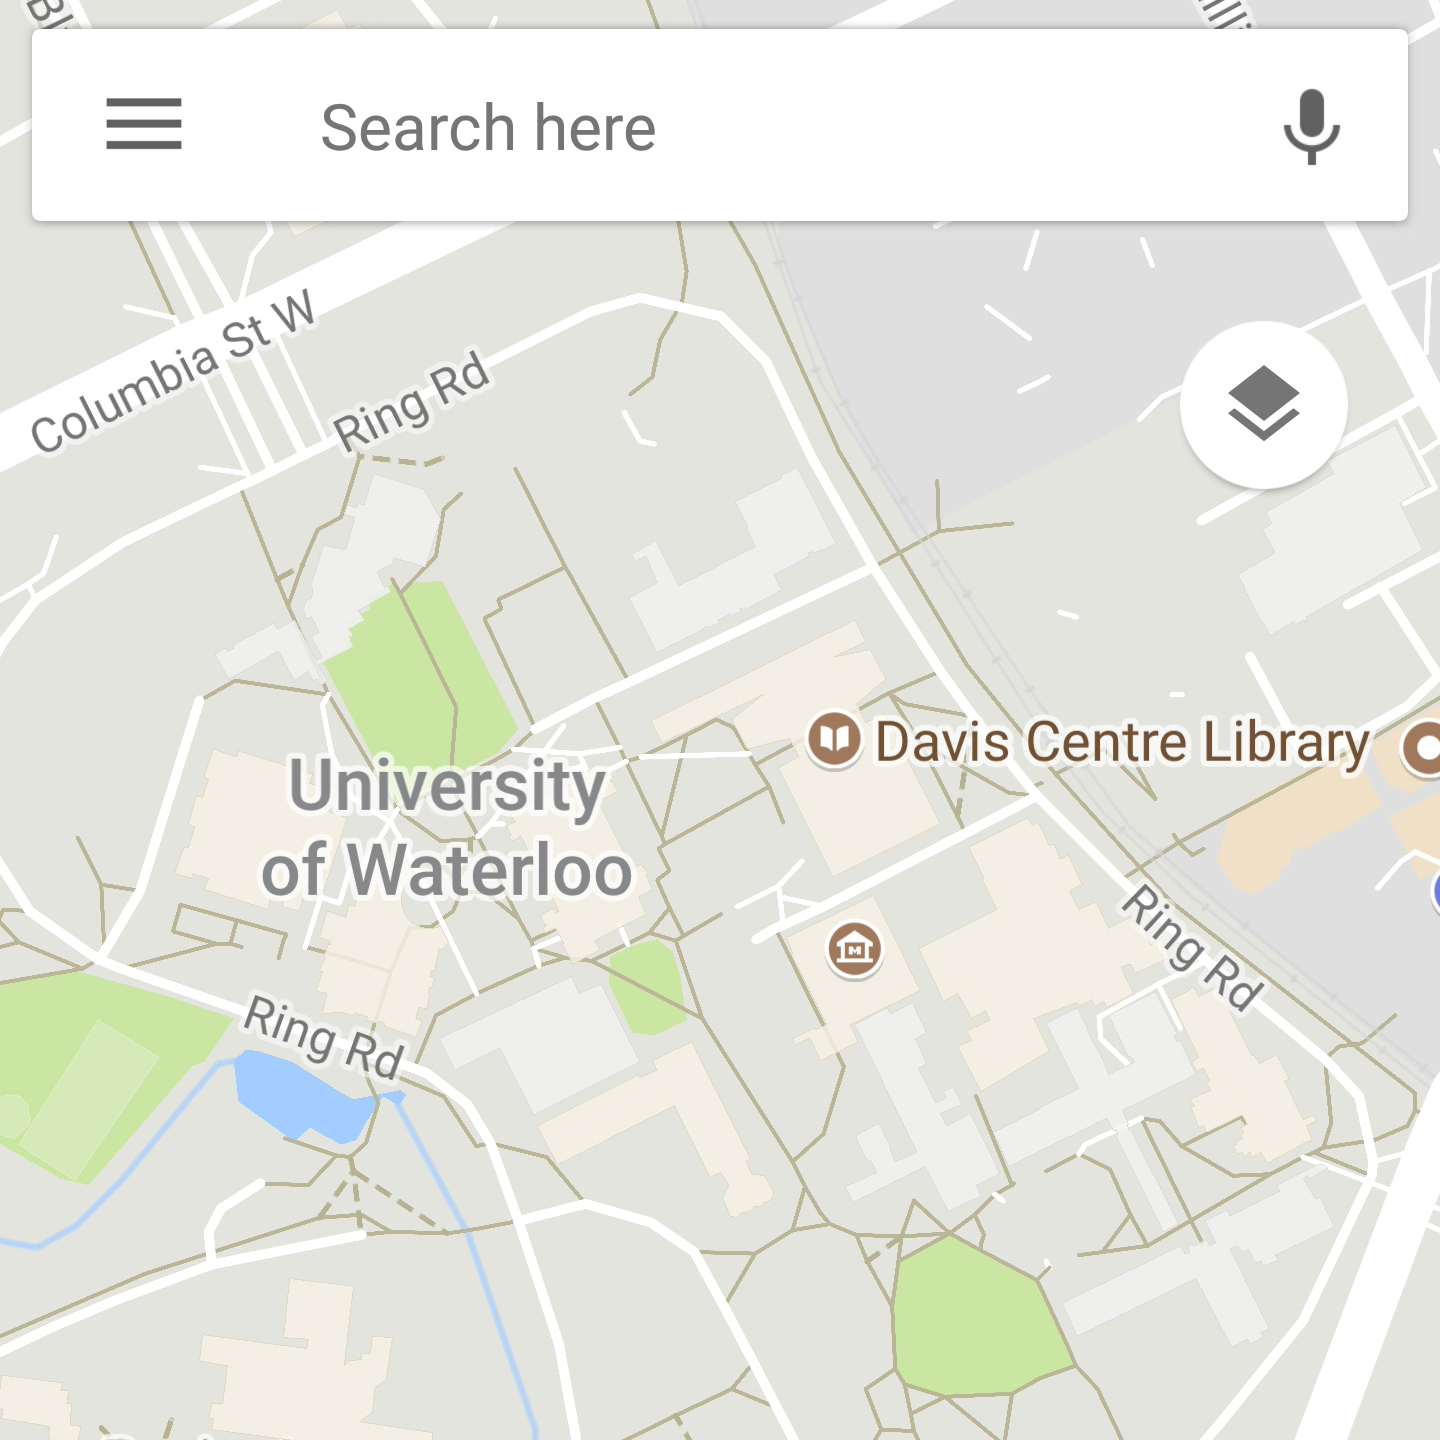 Search here
Columbia St W
Ring Rd
Davis Centre Library
University
of Waterloo
M
Ring Rd
Ring Rd